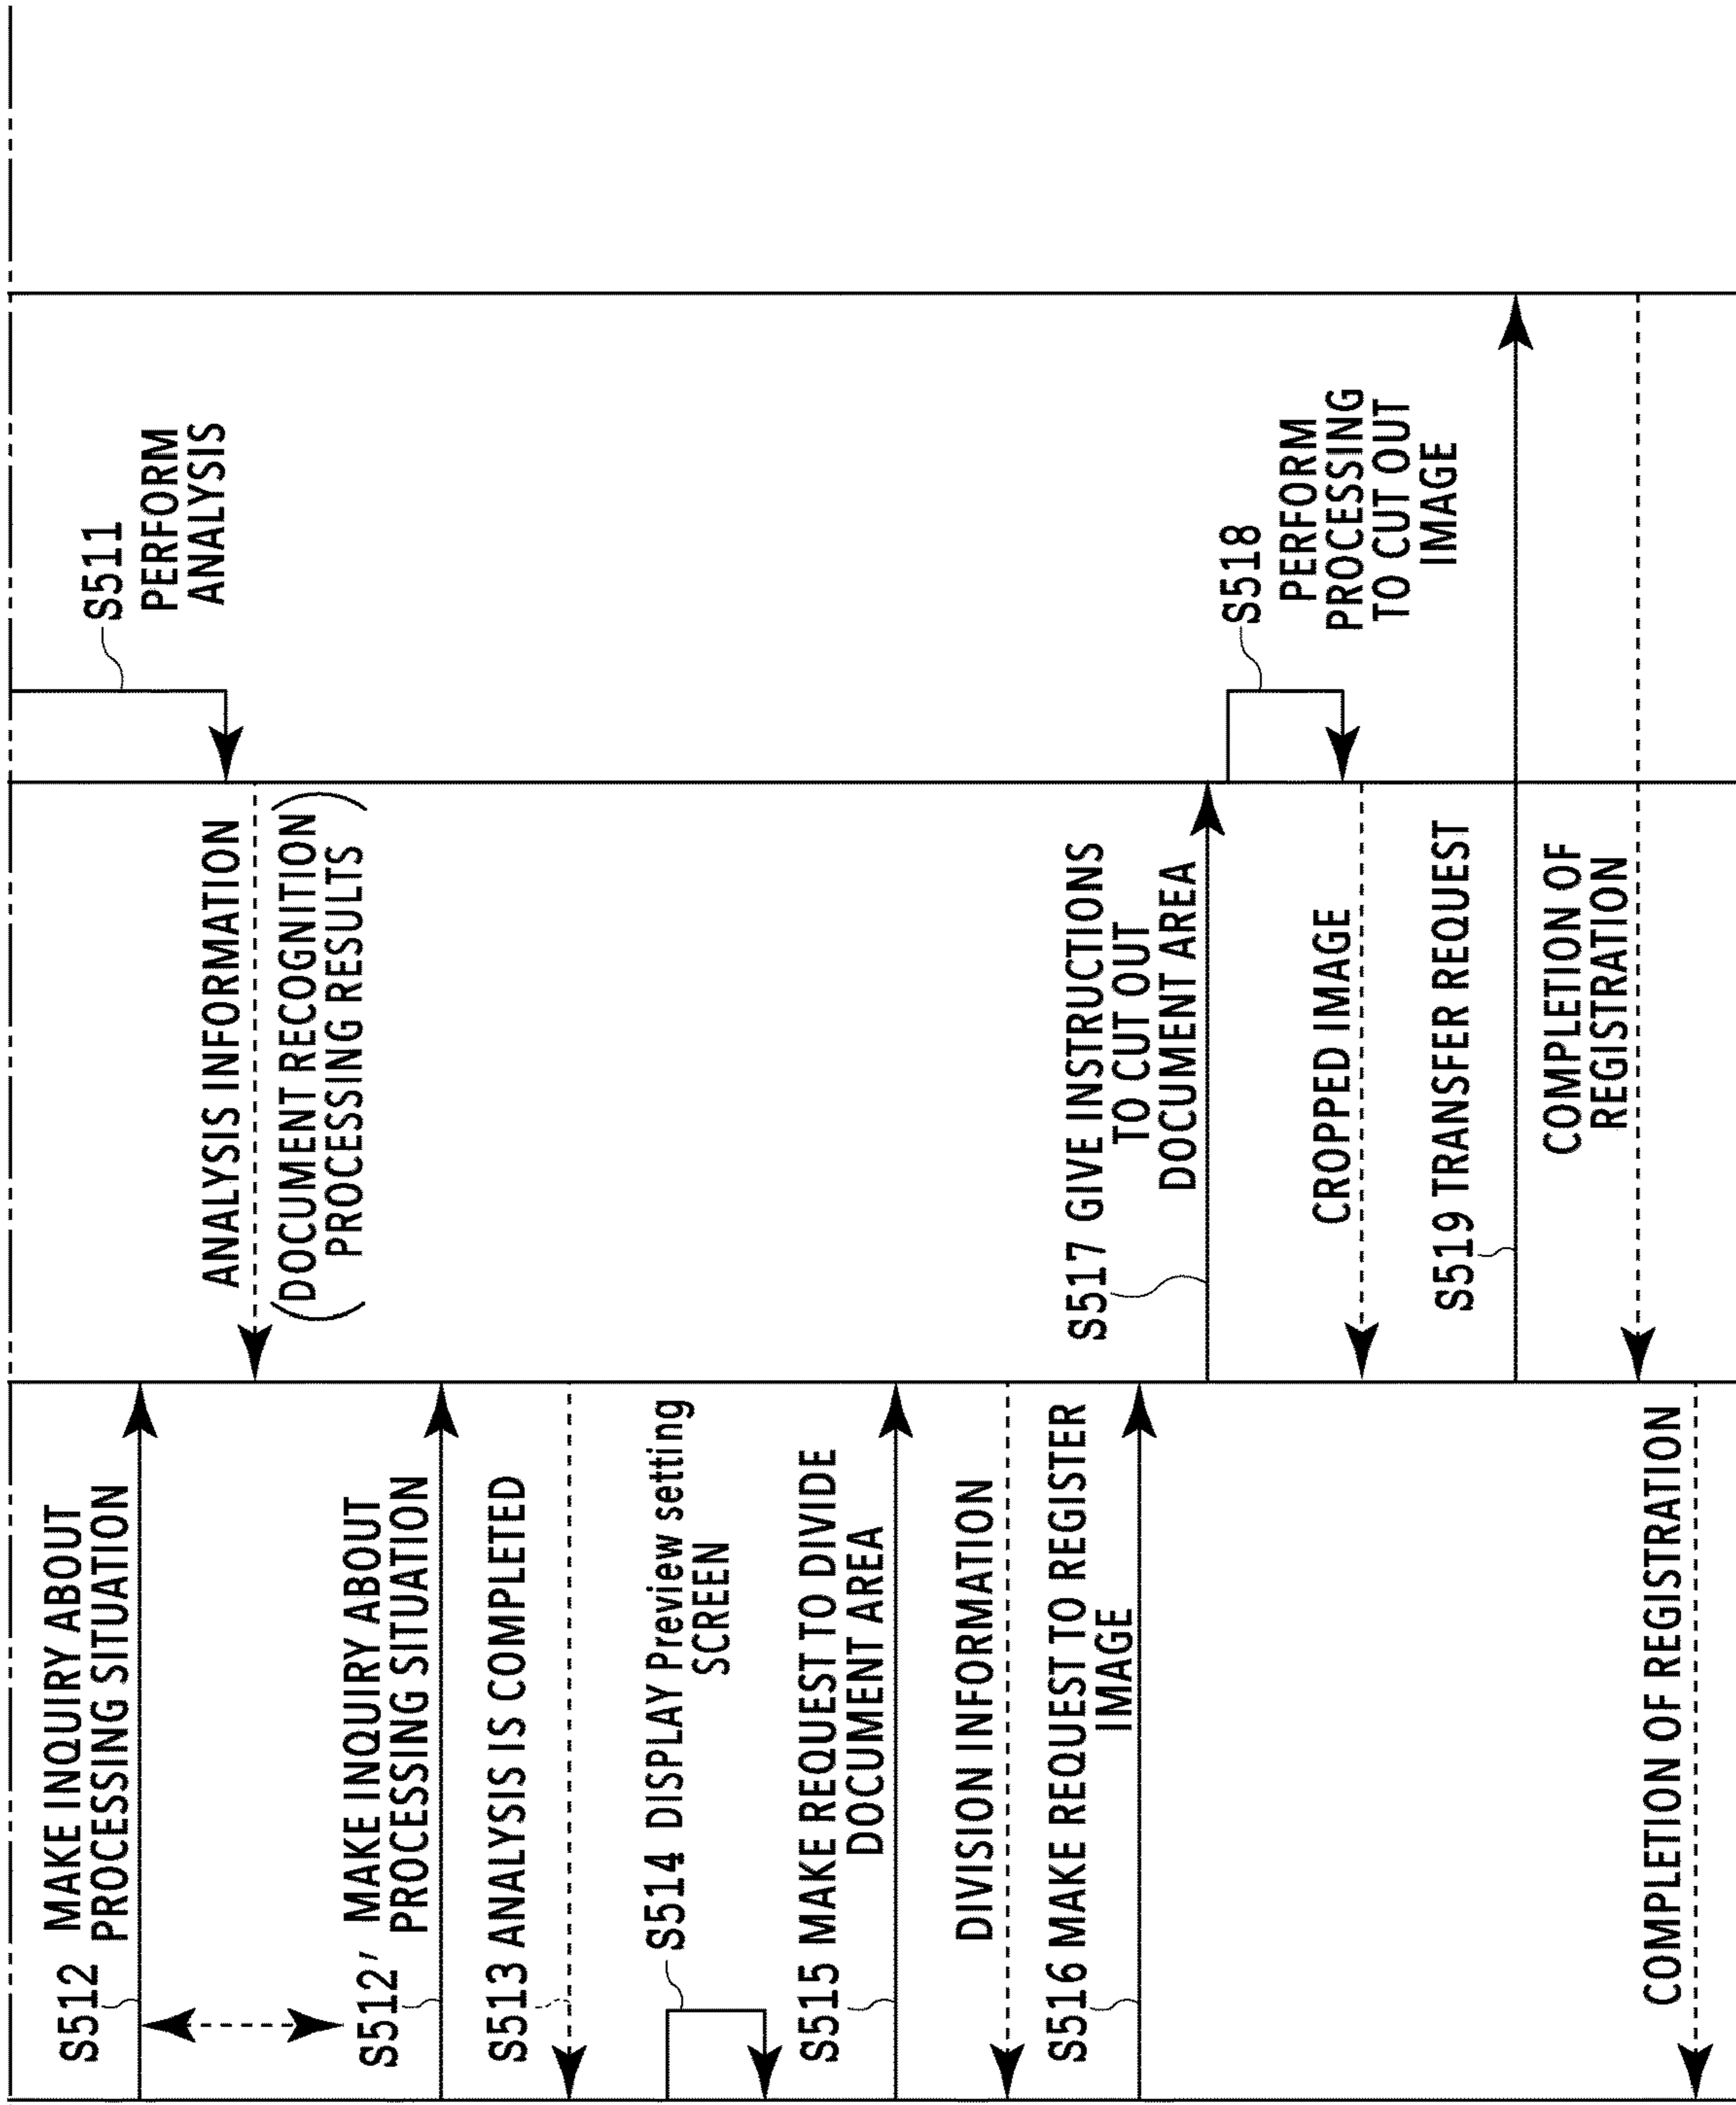 S511
PERFORM
ANALYSIS
S512 MAKE INQUIRY ABOUT
PROCESSING SITUATION
ANALYSIS INFORMATION
(DOCUMENT RECOGNITION
PROCESSING RESULTS)
S512′ MAKE INQUIRY ABOUT
PROCESSING SITUATION
S513 ANALYSIS IS COMPLETED
S514 DISPLAY Preview setting
SCREEN
S515 MAKE REQUEST TO DIVIDE
DOCUMENT AREA
DIVISION INFORMATION
S516 MAKE REQUEST TO REGISTER
IMAGE
S517 GIVE INSTRUCTIONS
TO CUT OUT
DOCUMENT AREA
S518
PERFORM
PROCESSING
TO CUT OUT
IMAGE
CROPPED IMAGE
S519 TRANSFER REQUEST
COMPLETION OF
REGISTRATION
COMPLETION OF REGISTRATION